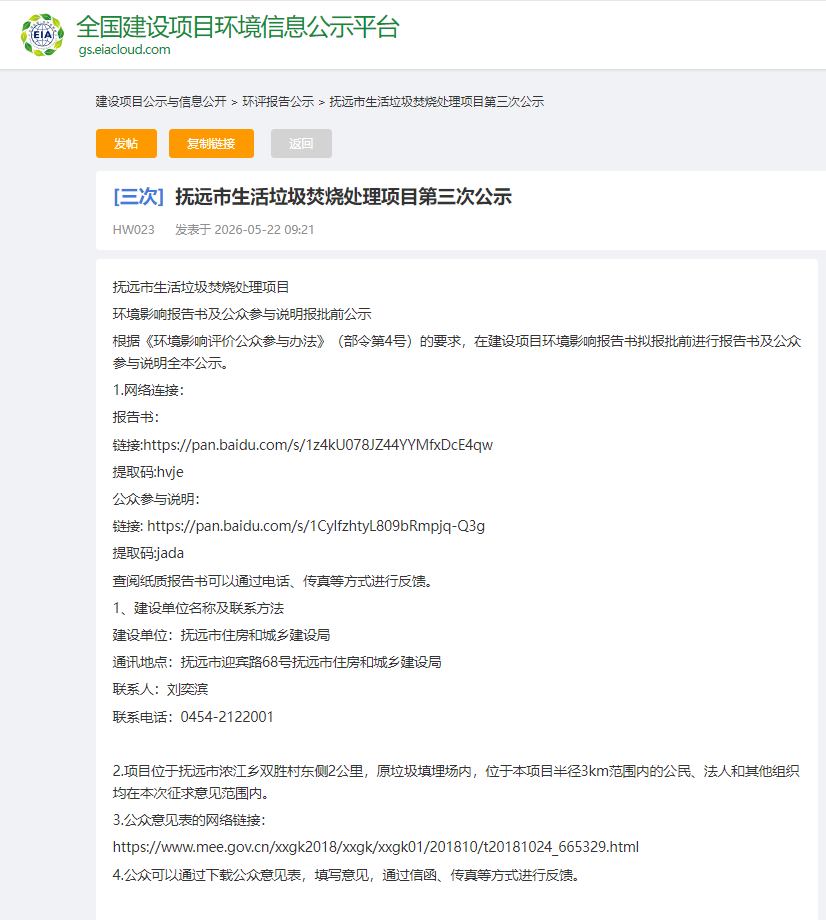 EIA
全国建设项目环境信息公示平台
gs.eiacloud.com
建设项目公示与信息公开 > 环评报告公示 > 抚远市生活垃圾焚烧处理项目第三次公示
发帖 复制链接 返回
[三次] 抚远市生活垃圾焚烧处理项目第三次公示
HW023 发表于 2026-05-22 09:21
抚远市生活垃圾焚烧处理项目
环境影响报告书及公众参与说明报批前公示
根据《环境影响评价公众参与办法》（部令第4号）的要求，在建设项目环境影响报告书拟报批前进行报告书及公众
参与说明全本公示。
1.网络连接：
报告书：
链接:https://pan.baidu.com/s/1z4kU078JZ44YYMfxDcE4qw
提取码:hvje
公众参与说明：
链接: https://pan.baidu.com/s/1CylfzhtyL809bRmpjq-Q3g
提取码:jada
查阅纸质报告书可以通过电话、传真等方式进行反馈。
1、建设单位名称及联系方法
建设单位：抚远市住房和城乡建设局
通讯地点：抚远市迎宾路68号抚远市住房和城乡建设局
联系人：刘奕滨
联系电话：0454-2122001
2.项目位于抚远市浓江乡双胜村东侧2公里，原垃圾填埋场内，位于本项目半径3km范围内的公民、法人和其他组织
均在本次征求意见范围内。
3.公众意见表的网络链接：
https://www.mee.gov.cn/xxgk2018/xxgk/xxgk01/201810/t20181024_665329.html
4.公众可以通过下载公众意见表，填写意见，通过信函、传真等方式进行反馈。